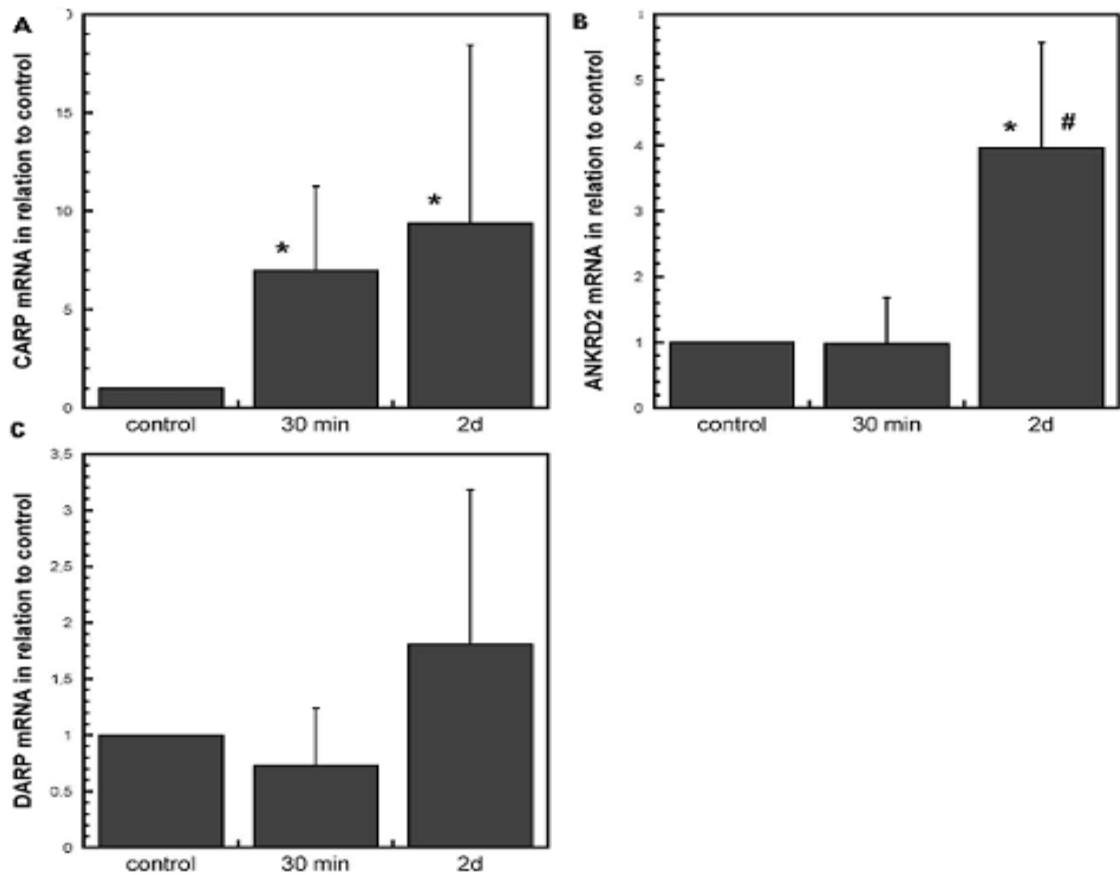 A
CARP mRNA in relation to control
20
15
10
5
0
control 30 min 2d
*
*
B
ANKRD2 mRNA in relation to control
6
5
4
3
2
1
0
control 30 min 2d
* #
C
DARP mRNA in relation to control
3,5
3
2,5
2
1,5
1
0,5
0
control 30 min 2d